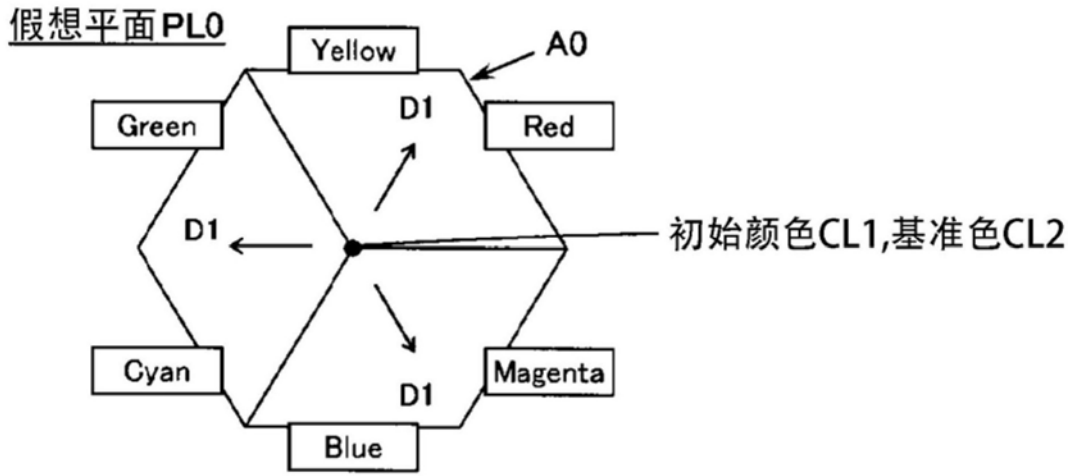 假想平面PL0
Yellow
A0
D1
Green
Red
D1
初始颜色CL1,基准色CL2
Cyan
Magenta
D1
Blue